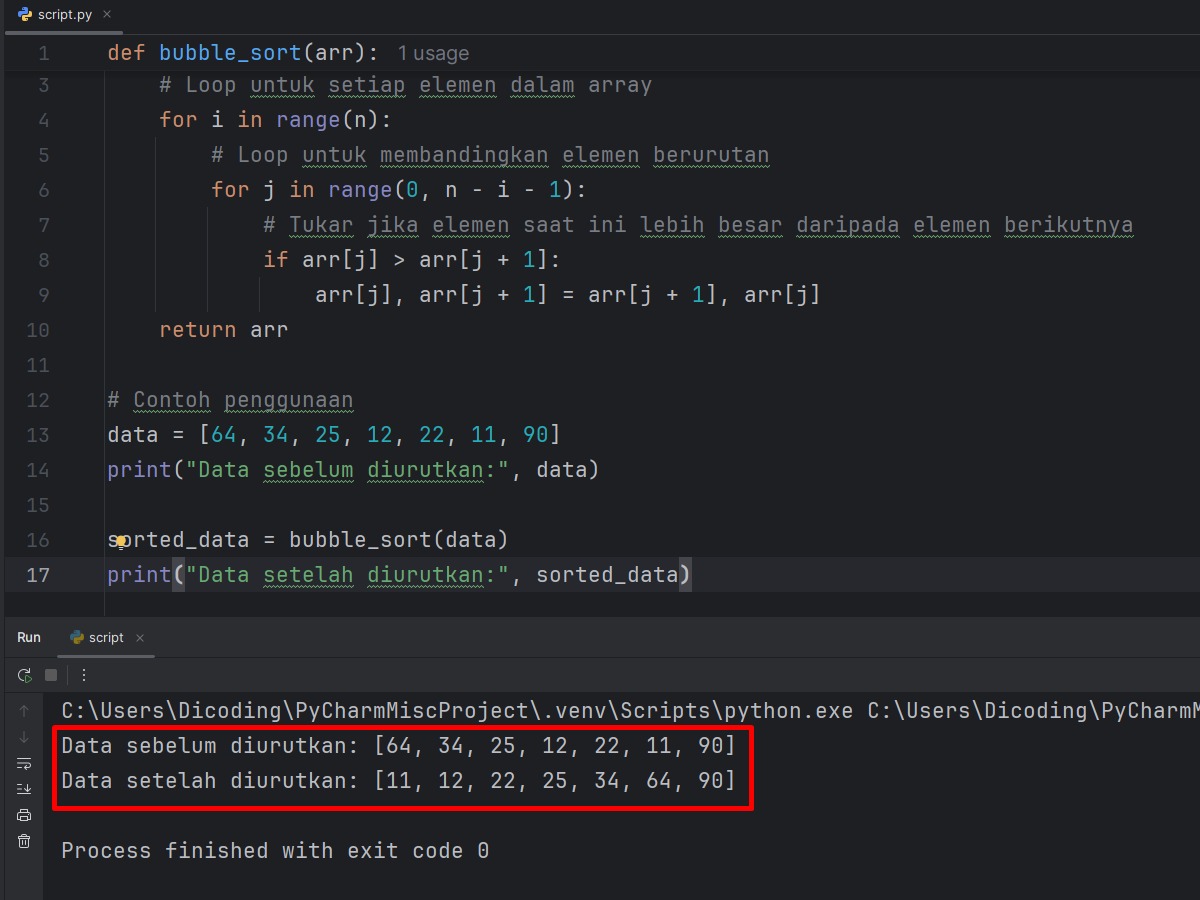 script.py
1 def bubble_sort(arr): 1 usage
3 # Loop untuk setiap elemen dalam array
4 for i in range(n):
5 # Loop untuk membandingkan elemen berurutan
6 for j in range(0, n - i - 1):
7 # Tukar jika elemen saat ini lebih besar daripada elemen berikutnya
8 if arr[j] > arr[j + 1]:
9 arr[j], arr[j + 1] = arr[j + 1], arr[j]
10 return arr
11
12 # Contoh penggunaan
13 data = [64, 34, 25, 12, 22, 11, 90]
14 print("Data sebelum diurutkan:", data)
15
16 sorted_data = bubble_sort(data)
17 print("Data setelah diurutkan:", sorted_data)
Run script
C:\Users\Dicoding\PyCharmMiscProject\.venv\Scripts\python.exe C:\Users\Dicoding\PyCharmM
Data sebelum diurutkan: [64, 34, 25, 12, 22, 11, 90]
Data setelah diurutkan: [11, 12, 22, 25, 34, 64, 90]
Process finished with exit code 0